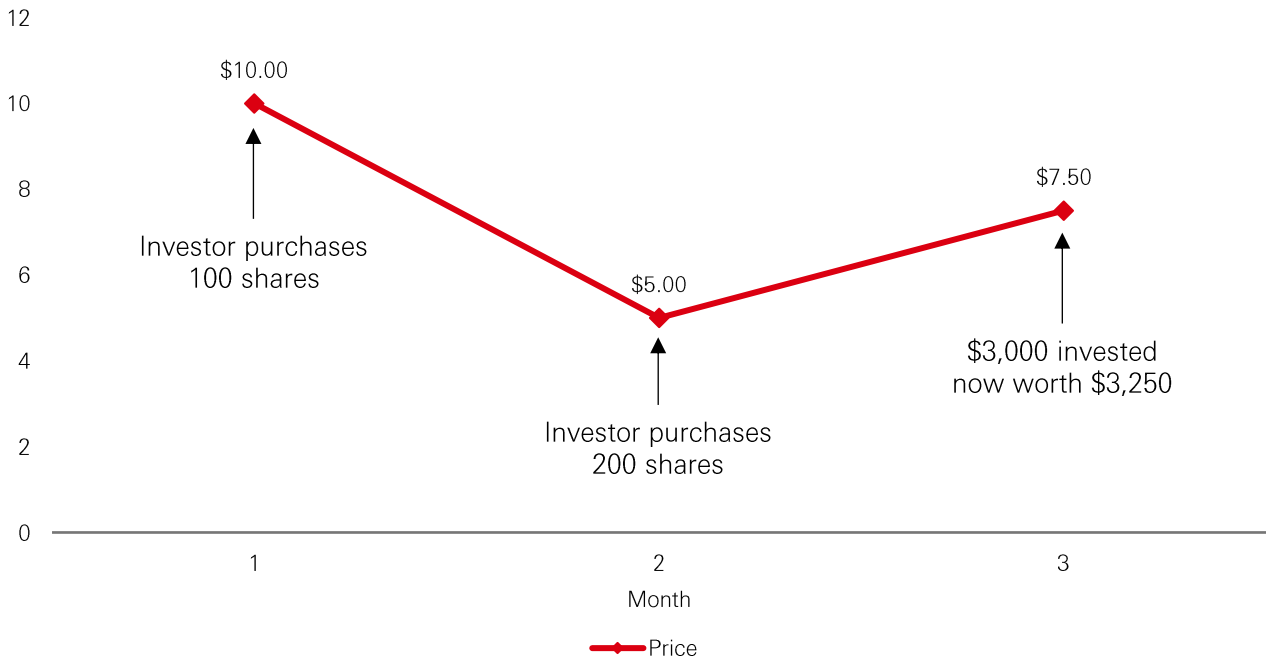 12
$10.00
10
8
$7.50
Investor purchases
100 shares
6
$5.00
$3,000 invested
now worth $3,250
4
Investor purchases
200 shares
2
0
1
2
3
Month
Price